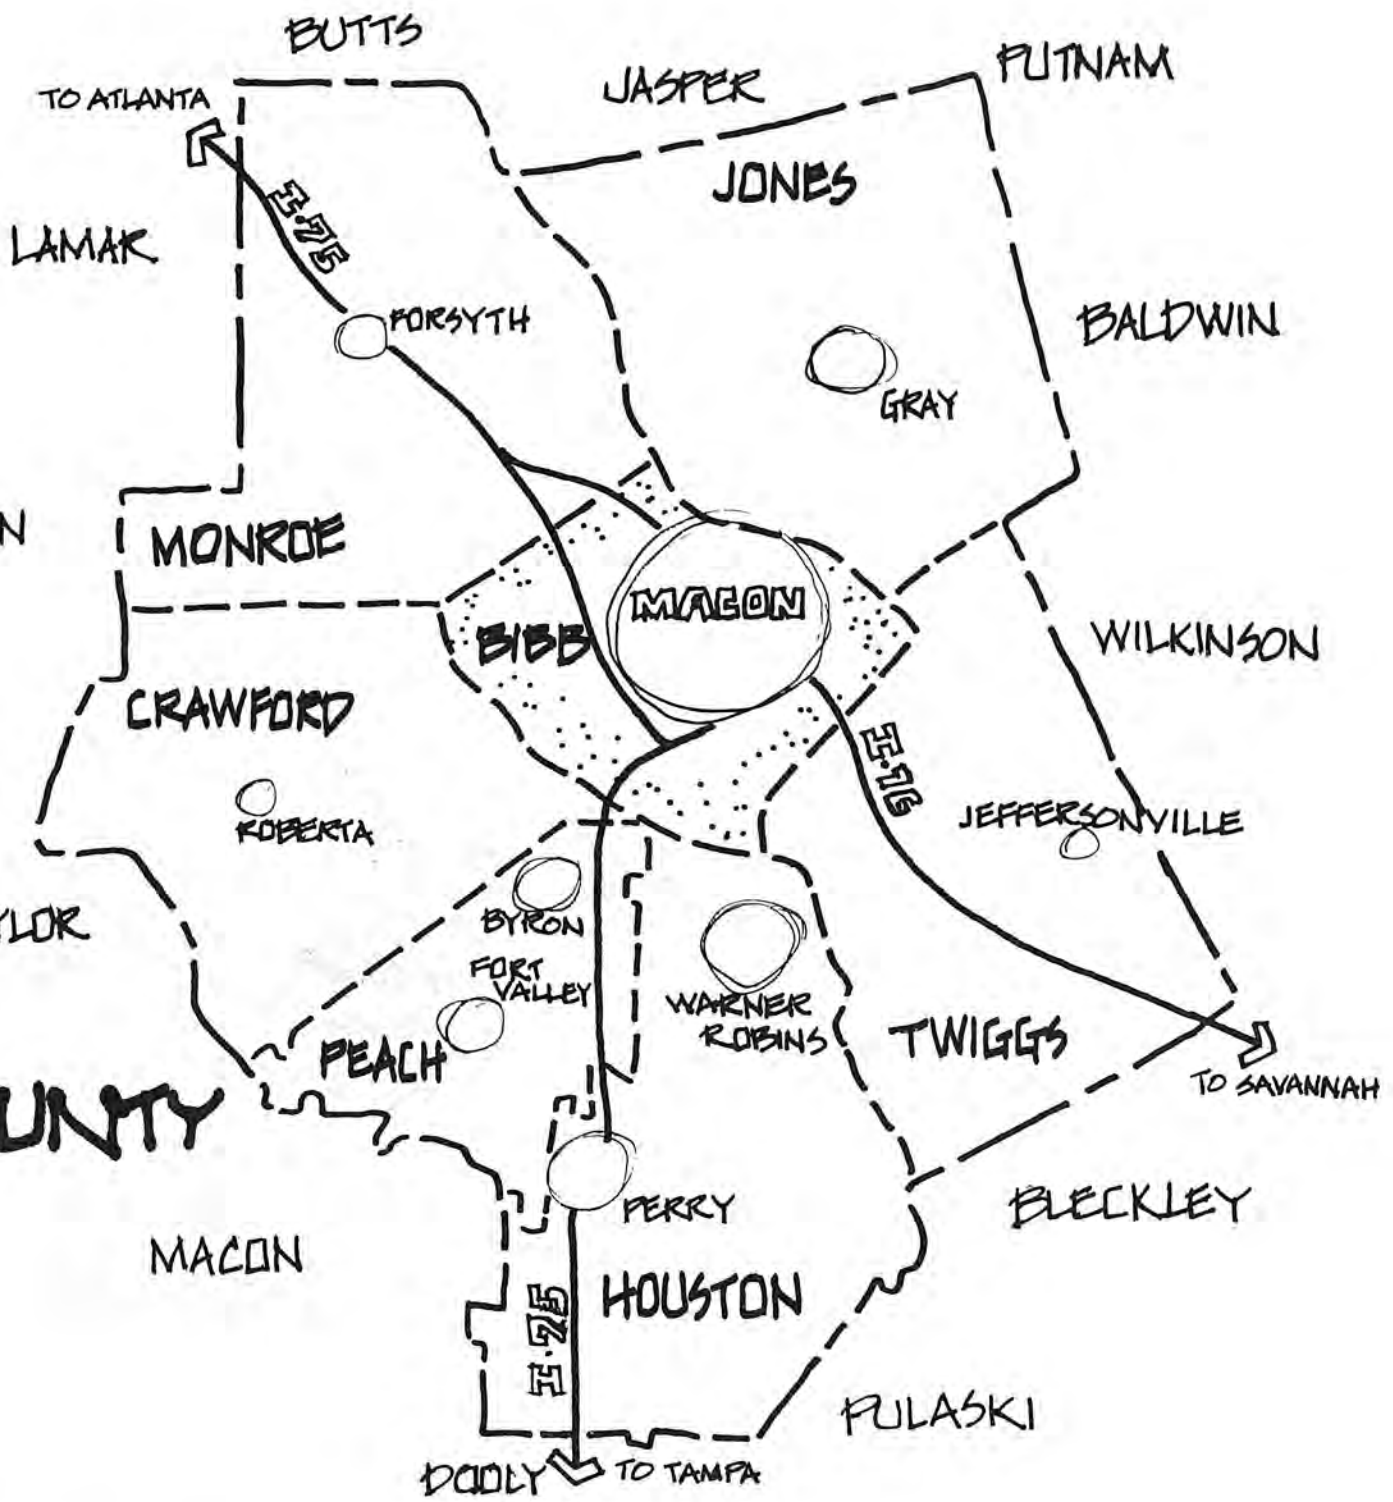 BUTTS
PUTNAM
JASPER
TO ATLANTA
JONES
I-75
LAMAR
FORSYTH
BALDWIN
GRAY
N
MONROE
MACON
BIBB
WILKINSON
CRAWFORD
I-16
JEFFERSONVILLE
ROBERTA
YLOR
BYRON
FORT
VALLEY
WARNER
ROBINS
TWIGGS
PEACH
TO SAVANNAH
UNTY
PERRY
BLECKLEY
MACON
HOUSTON
I-75
PULASKI
DOOLY
TO TAMPA